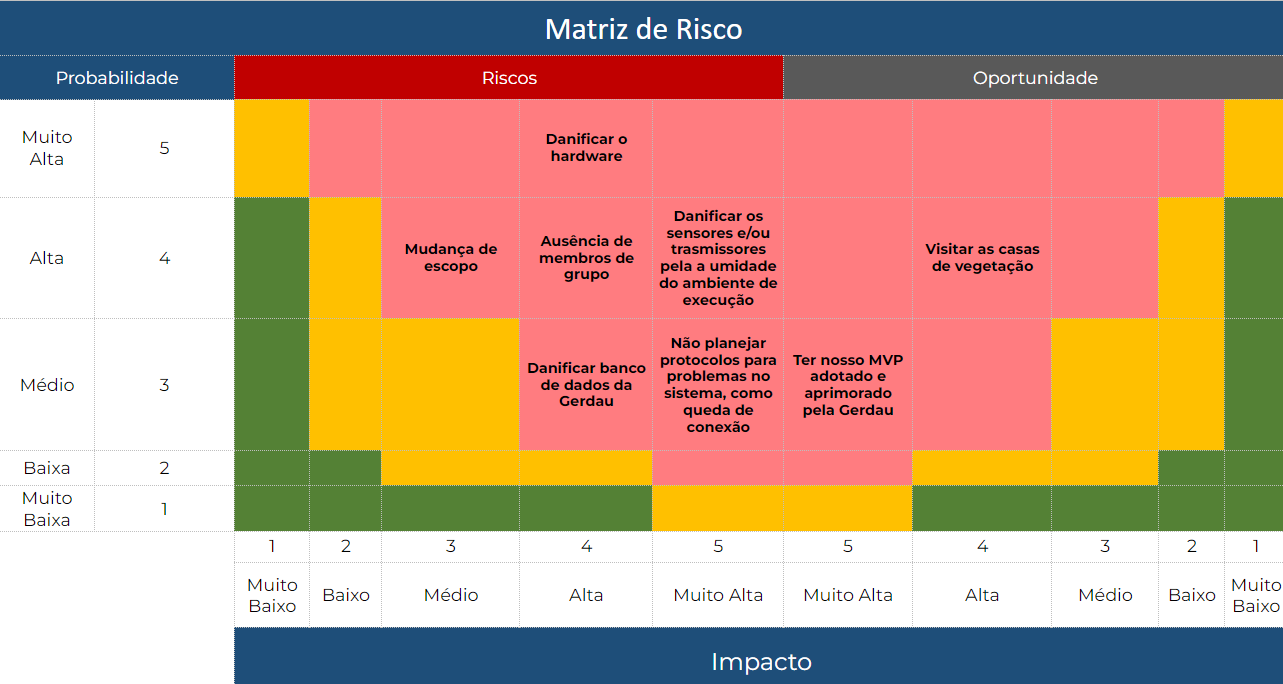 Matriz de Risco
Probabilidade
Riscos
Oportunidade
Muito
Alta
5
Danificar o
hardware
Alta
4
Mudança de
escopo
Ausência de
membros de
grupo
Danificar os
sensores e/ou
trasmissores
pela a umidade
do ambiente de
execução
Visitar as casas
de vegetação
Médio
3
Danificar banco
de dados da
Gerdau
Não planejar
protocolos para
problemas no
sistema, como
queda de
conexão
Ter nosso MVP
adotado e
aprimorado
pela Gerdau
Baixa
2
Muito
Baixa
1
1
2
3
4
5
5
4
3
2
1
Muito
Baixo
Baixo
Médio
Alta
Muito Alta
Muito Alta
Alta
Médio
Baixo
Muito
Baixo
Impacto